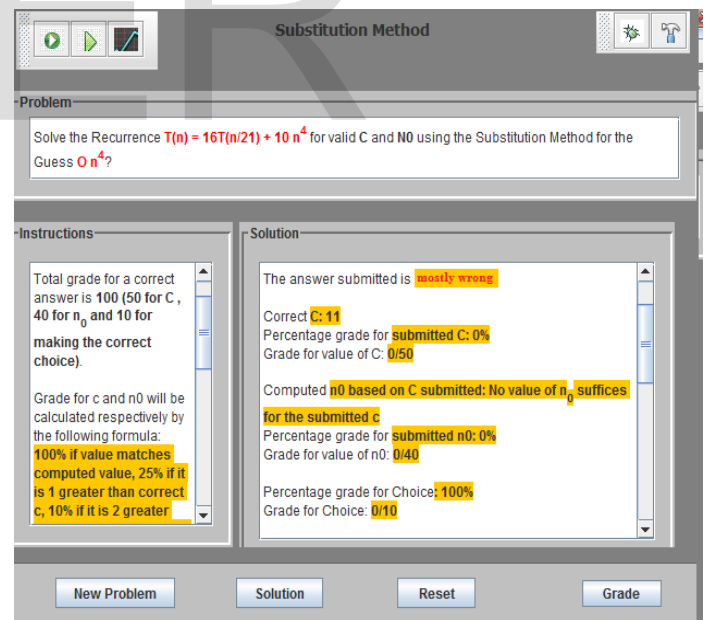 Substitution Method
Problem
Solve the Recurrence T(n) = 16T(n/21) + 10 n^4 for valid C and N0 using the Substitution Method for the
Guess O n^4?
Instructions
Total grade for a correct
answer is 100 (50 for C ,
40 for n_0 and 10 for
making the correct
choice).
Grade for c and n0 will be
calculated respectively by
the following formula:
100% if value matches
computed value, 25% if it
is 1 greater than correct
c, 10% if it is 2 greater
Solution
The answer submitted is mostly wrong
Correct C: 11
Percentage grade for submitted C: 0%
Grade for value of C: 0/50
Computed n0 based on C submitted: No value of n_0 suffices
for the submitted c
Percentage grade for submitted n0: 0%
Grade for value of n0: 0/40
Percentage grade for Choice: 100%
Grade for Choice: 0/10
New Problem
Solution
Reset
Grade